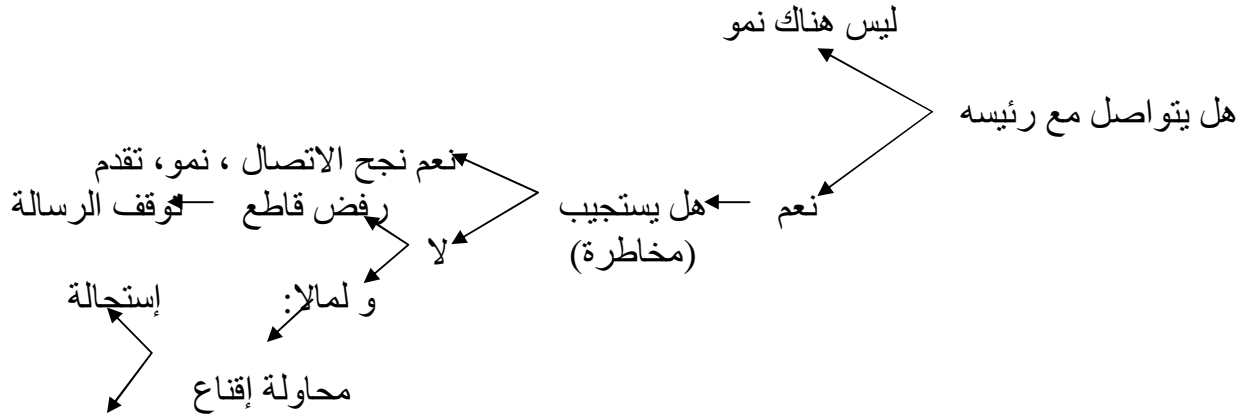 ليس هناك نمو
هل يتواصل مع رئيسه
نعم نجح الاتصال ، نمو، تقدم
نعم
هل يستجيب
(مخاطرة)
رفض قاطع
توقف الرسالة
لا
و لمالا:
إستحالة
محاولة إقناع